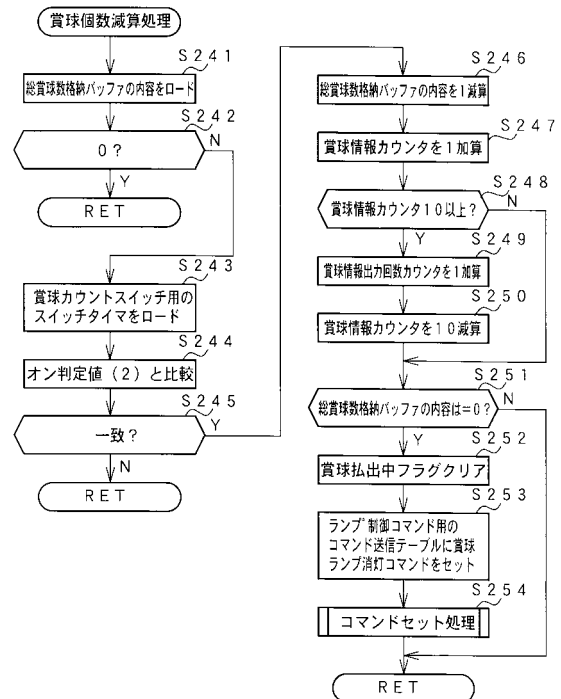 賞球個数減算処理
S241
総賞球数格納バッファの内容をロード
S242
0?
N
Y
RET
S243
賞球カウントスイッチ用の
スイッチタイマをロード
S244
オン判定値(2)と比較
S245
一致?
Y
N
RET
S246
総賞球数格納バッファの内容を1減算
S247
賞球情報カウンタを1加算
S248
賞球情報カウンタ10以上?
N
Y
S249
賞球情報出力回数カウンタを1加算
S250
賞球情報カウンタを10減算
S251
総賞球数格納バッファの内容は=0?
N
Y
S252
賞球払出中フラグクリア
S253
ランプ制御コマンド用の
コマンド送信テーブルに賞球
ランプ消灯コマンドをセット
S254
コマンドセット処理
RET